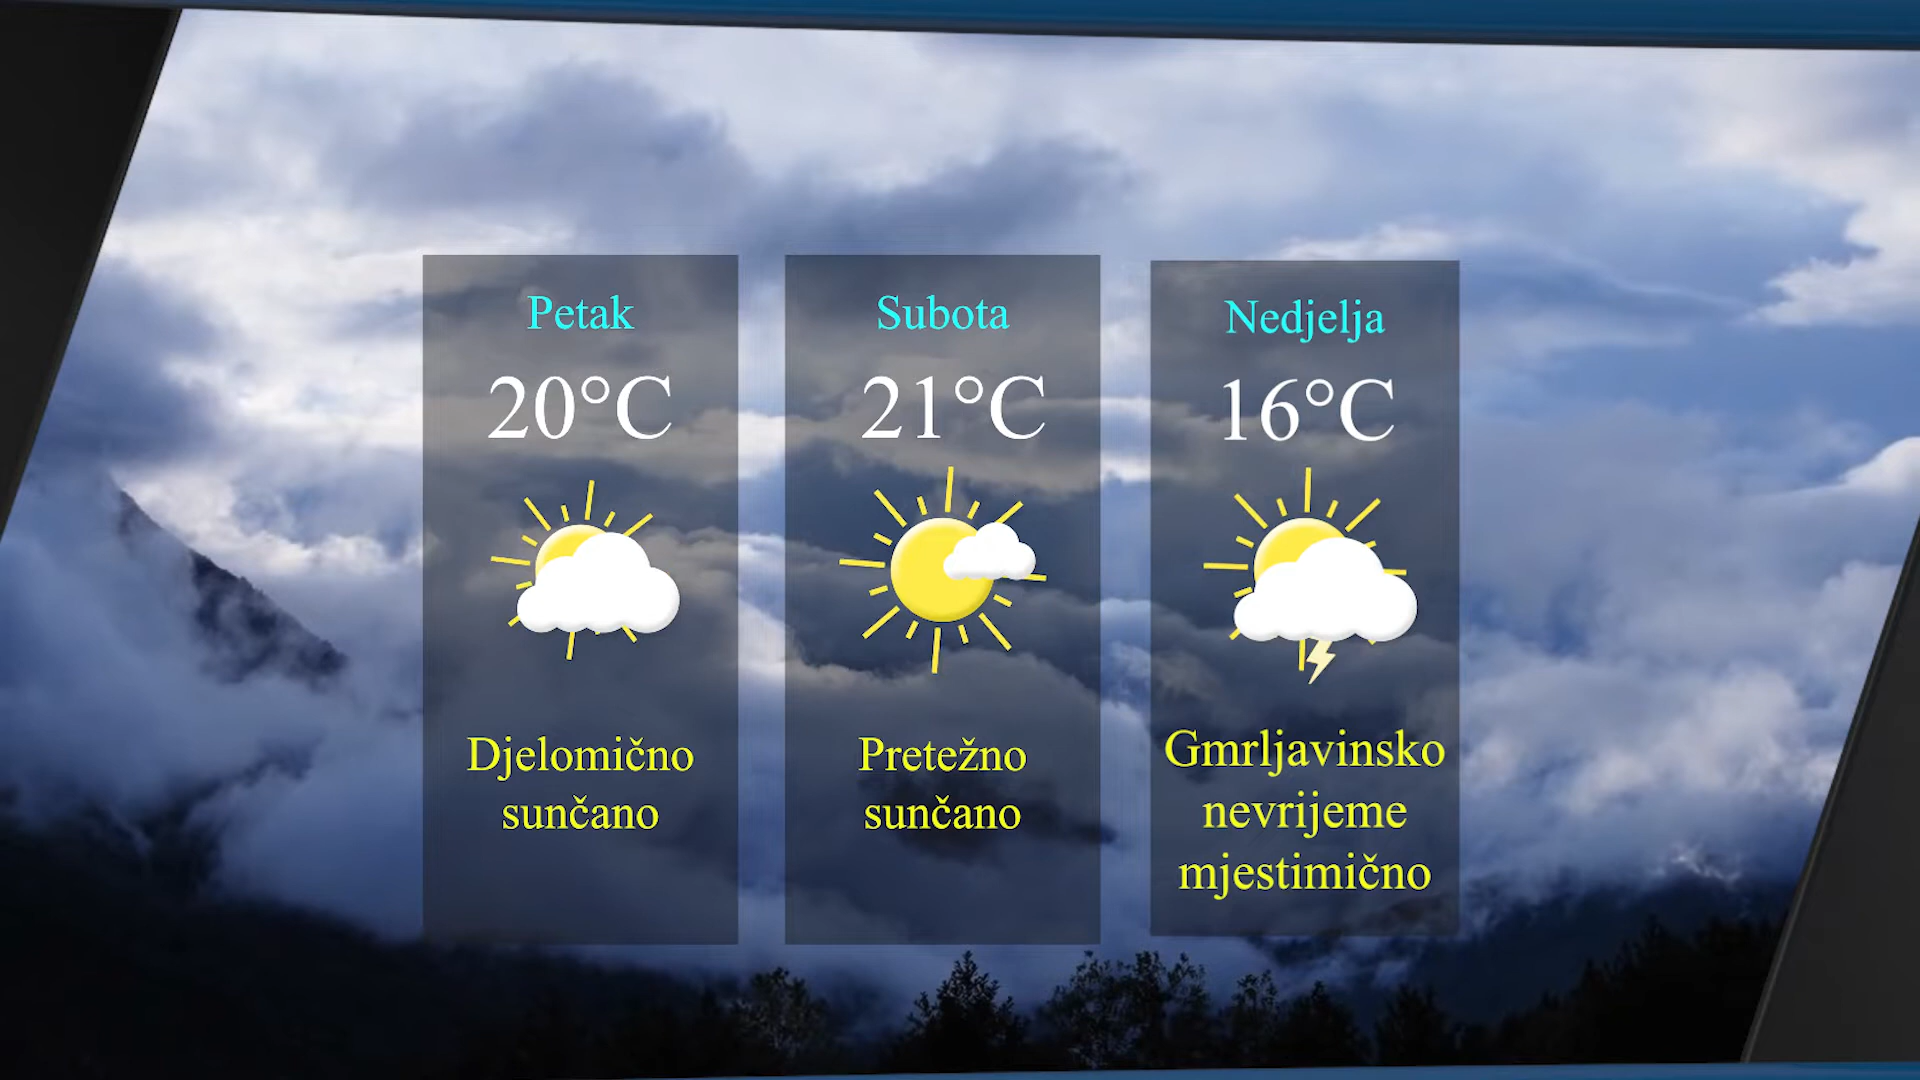 Petak
20°C
Djelomično
sunčano
Subota
21°C
Pretežno
sunčano
Nedjelja
16°C
Gmrljavinsko
nevrijeme
mjestimično